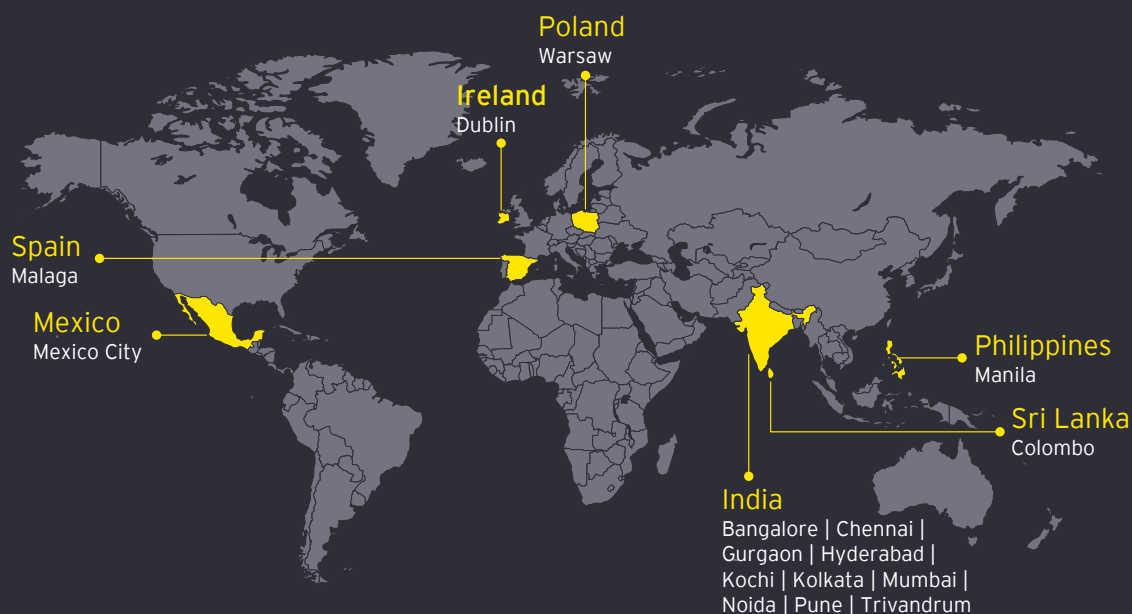 Poland
Warsaw
Ireland
Dublin
Spain
Malaga
Mexico
Mexico City
Philippines
Manila
Sri Lanka
Colombo
India
Bangalore | Chennai |
Gurgaon | Hyderabad |
Kochi | Kolkata | Mumbai |
Noida | Pune | Trivandrum